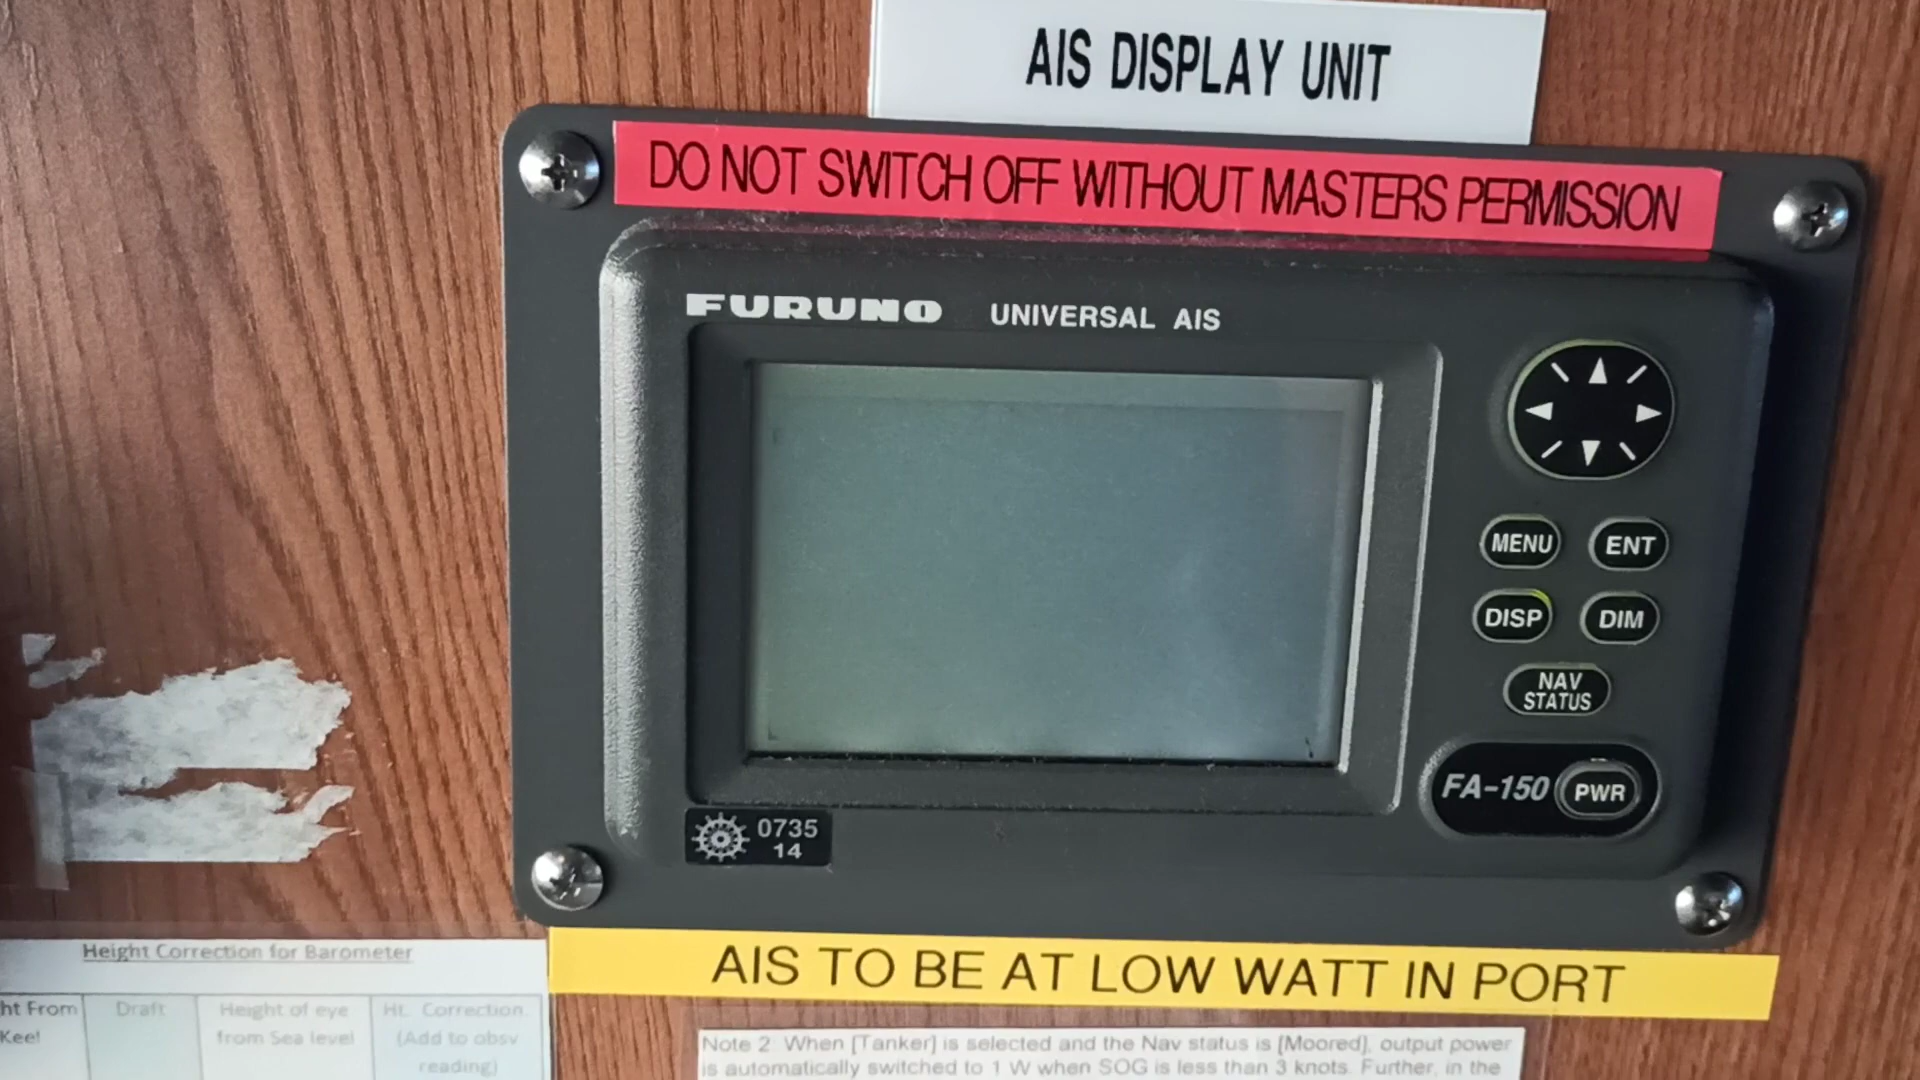 AIS DISPLAY UNIT
DO NOT SWITCH OFF WITHOUT MASTERS PERMISSION
FURUNO UNIVERSAL AIS
MENU ENT
DISP DIM
NAV
STATUS
FA-150 PWR
0735
14
AIS TO BE AT LOW WATT IN PORT
Height Correction for Barometer
ht From Draft Height of eye Ht. Correction
Keel from Sea level (Add to obsv
reading)
Note 2: When [Tanker] is selected and the Nav status is [Moored], output power
is automatically switched to 1 W when SOG is less than 3 knots. Further, in the